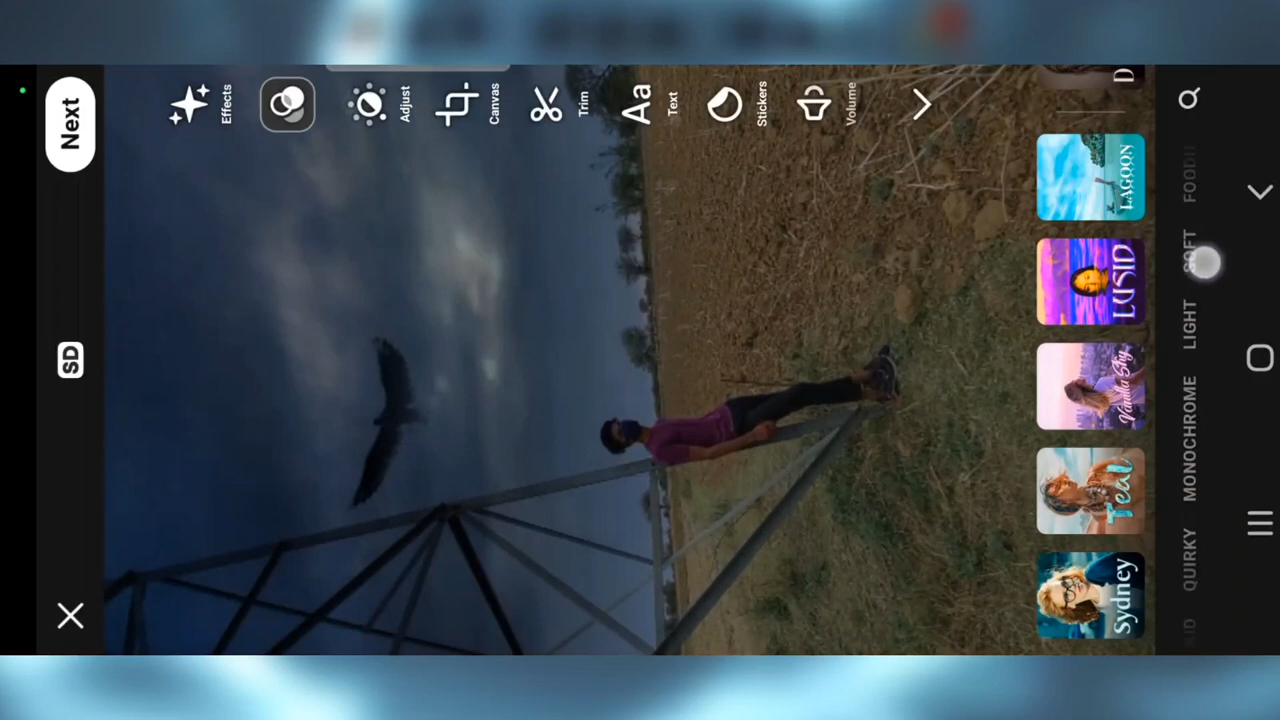 Next
SD
Effects
Adjust
Canvas
Trim
Text
Aa
Stickers
Volume
D
LAGOON
LUSID
Vanilla Sky
Teal
Sydney
SOFT
LIGHT
MONOCHROME
QUIRKY